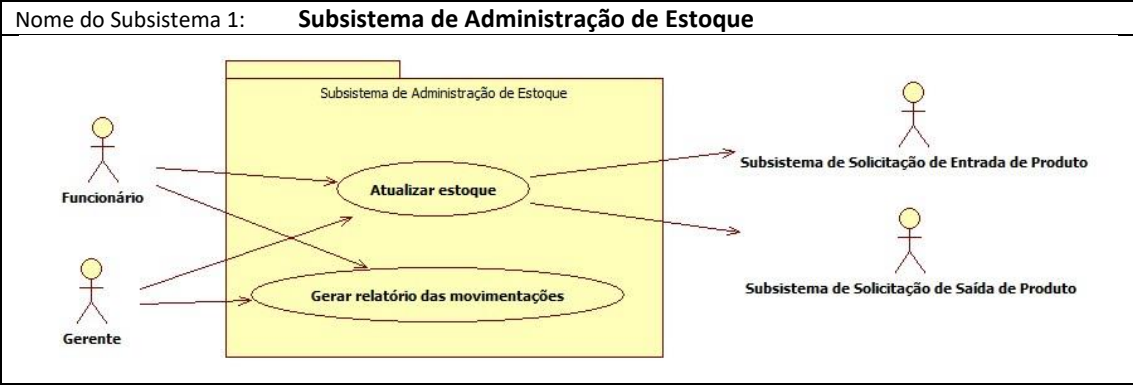 Nome do Subsistema 1: Subsistema de Administração de Estoque
Subsistema de Administração de Estoque
Funcionário
Atualizar estoque
Subsistema de Solicitação de Entrada de Produto
Gerar relatório das movimentações
Subsistema de Solicitação de Saída de Produto
Gerente